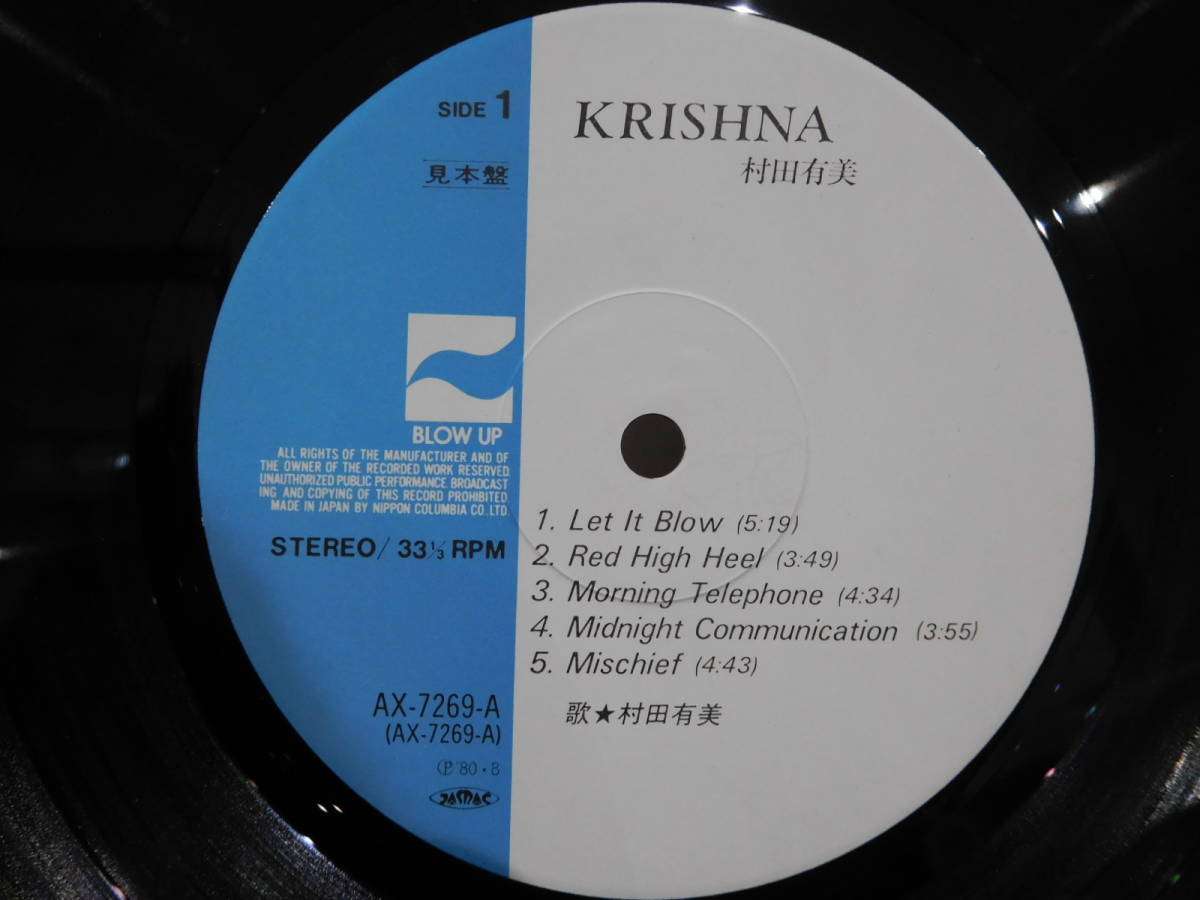 SIDE 1
見本盤
KRISHNA
村田有美
BLOW UP
ALL RIGHTS OF THE MANUFACTURER AND OF
THE OWNER OF THE RECORDED WORK RESERVED.
UNAUTHORIZED PUBLIC PERFORMANCE BROADCAST
ING AND COPYING OF THIS RECORD PROHIBITED.
MADE IN JAPAN BY NIPPON COLUMBIA CO., LTD.
STEREO/ 33 1/3 RPM
1. Let It Blow (5:19)
2. Red High Heel (3:49)
3. Morning Telephone (4:34)
4. Midnight Communication (3:55)
5. Mischief (4:43)
歌★村田有美
AX-7269-A
(AX-7269-A)
Ⓟ'80・8
JASRAC